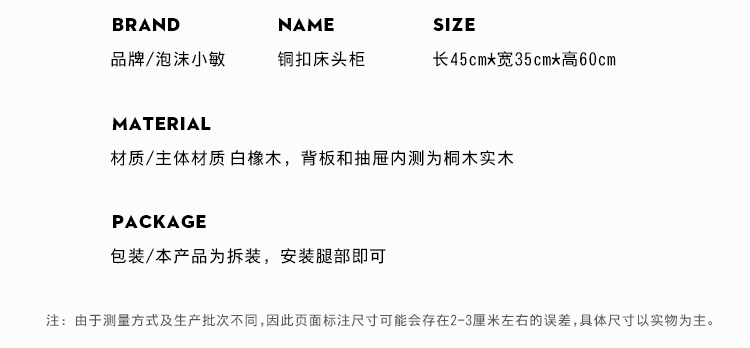 BRAND NAME SIZE
品牌/泡沫小敏 铜扣床头柜 长45cm*宽35cm*高60cm
MATERIAL
材质/主体材质 白橡木，背板和抽屉内测为桐木实木
PACKAGE
包装/本产品为拆装，安装腿部即可
注：由于测量方式及生产批次不同,因此页面标注尺寸可能会存在2-3厘米左右的误差,具体尺寸以实物为主。